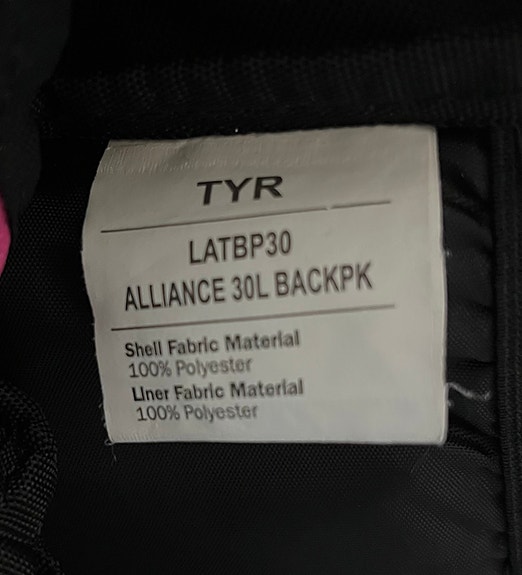 TYR
LATBP30
ALLIANCE 30L BACKPK
Shell Fabric Material
100% Polyester
Liner Fabric Material
100% Polyester